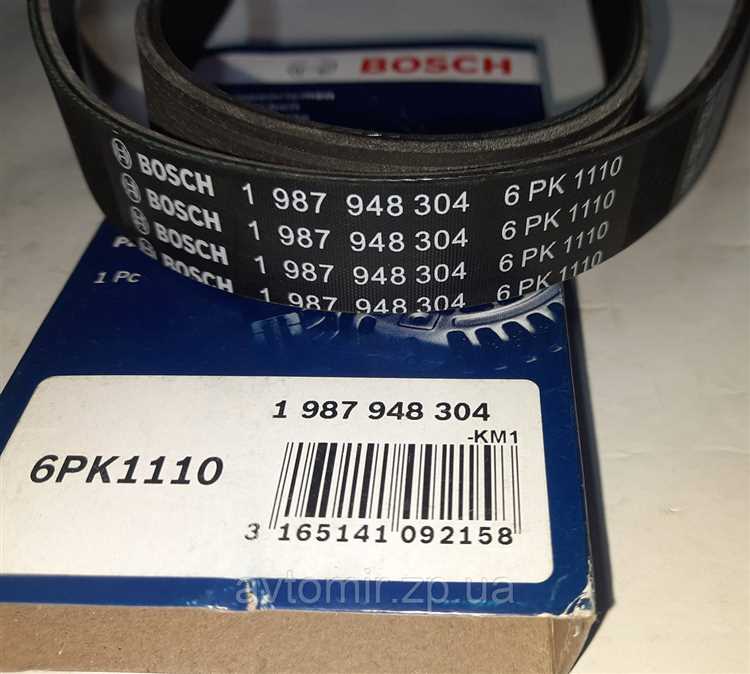 BOSCH
BOSCH 1 987 948 304 6 PK 1110
BOSCH 1 987 948 304 6 PK 1110
BOSCH 1 987 948 304 6 PK 1110
BOSCH 1 987 948 304 6 PK 1110
1 Pc
1 987 948 304
-KM1
6PK1110
3 165141 092158
avtomir.zp.ua